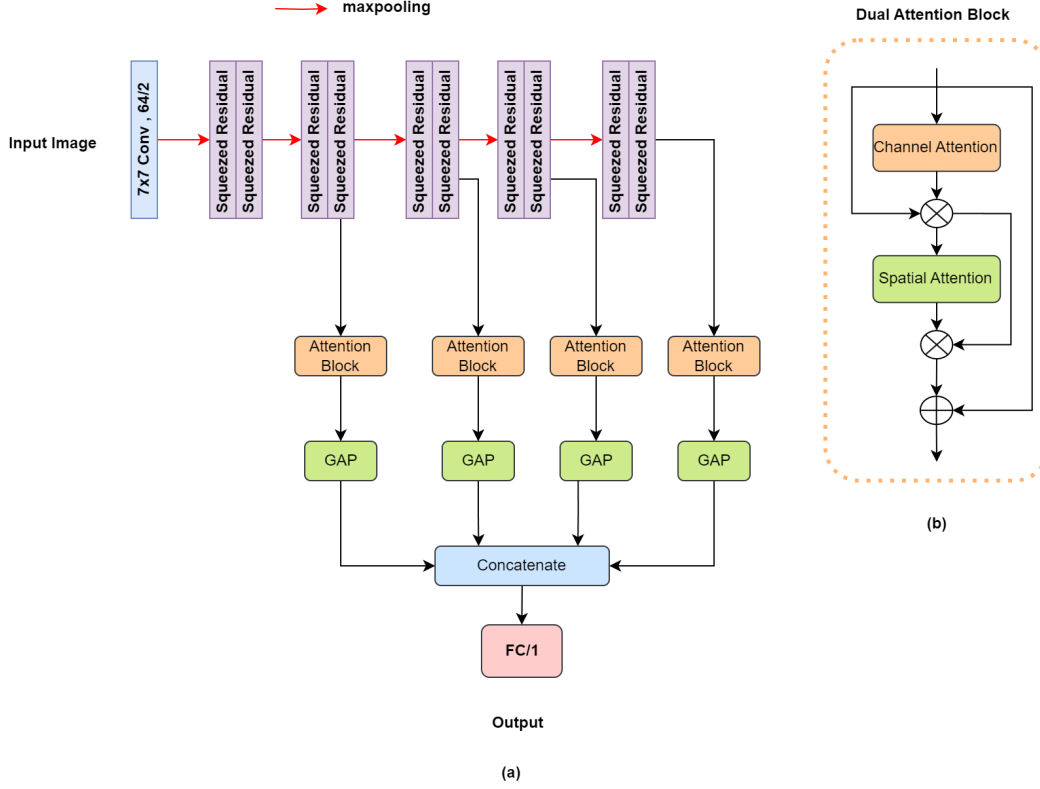 maxpooling
Dual Attention Block
Input Image
7x7 Conv , 64/2
Squeezed Residual
Squeezed Residual
Squeezed Residual
Squeezed Residual
Squeezed Residual
Squeezed Residual
Squeezed Residual
Squeezed Residual
Squeezed Residual
Squeezed Residual
Channel Attention
Spatial Attention
Attention
Block
Attention
Block
Attention
Block
Attention
Block
GAP
GAP
GAP
GAP
(b)
Concatenate
FC/1
Output
(a)